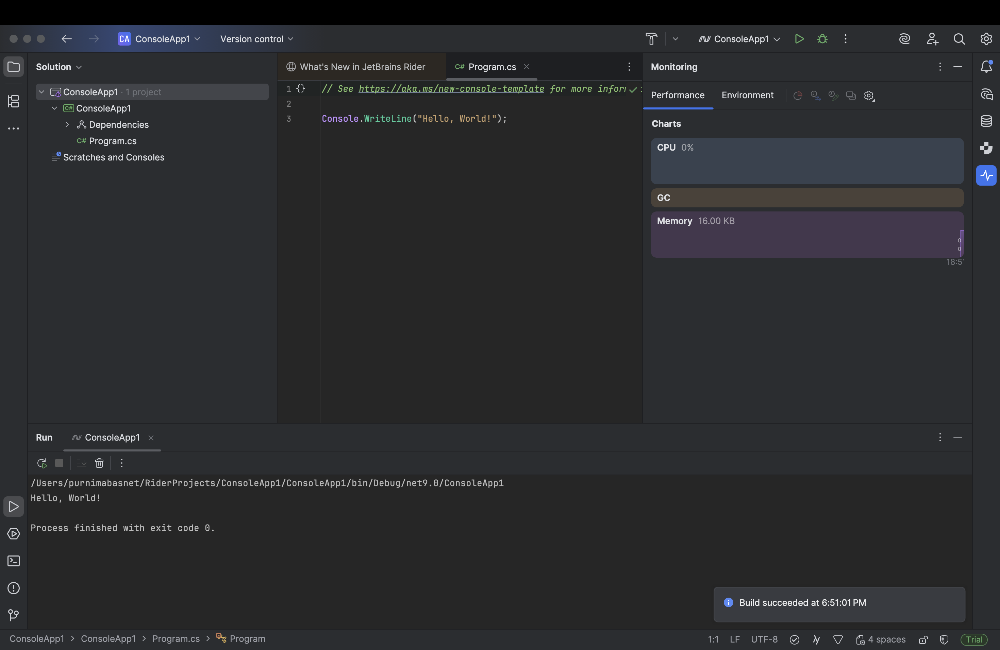 CA ConsoleApp1 Version control ConsoleApp1
Solution
ConsoleApp1 · 1 project
C# ConsoleApp1
Dependencies
C# Program.cs
Scratches and Consoles
What's New in JetBrains Rider C# Program.cs
1 {} // See https://aka.ms/new-console-template for more infor
2
3 Console.WriteLine("Hello, World!");
Monitoring
Performance Environment
Charts
CPU 0%
GC
Memory 16.00 KB
0
0
18:5
Run ConsoleApp1
/Users/purnimabasnet/RiderProjects/ConsoleApp1/ConsoleApp1/bin/Debug/net9.0/ConsoleApp1
Hello, World!
Process finished with exit code 0.
Build succeeded at 6:51:01 PM
ConsoleApp1 > ConsoleApp1 > Program.cs > Program
1:1 LF UTF-8 4 spaces Trial